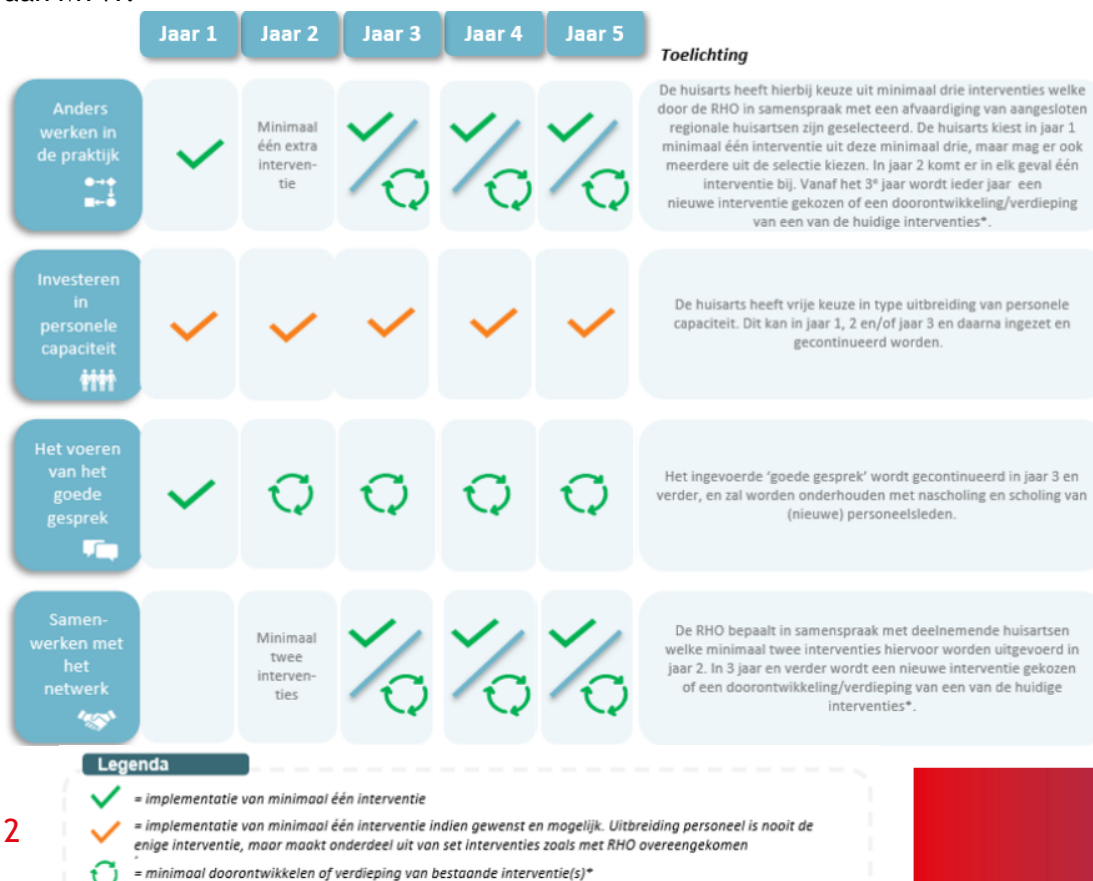 Jaar 1
Jaar 2
Jaar 3
Jaar 4
Jaar 5
Toelichting
Anders
werken in
de praktijk
Minimaal
één extra
interven-
tie
De huisarts heeft hierbij keuze uit minimaal drie interventies welke
door de RHO in samenspraak met een afvaardiging van aangesloten
regionale huisartsen zijn geselecteerd. De huisarts kiest in jaar 1
minimaal één interventie uit deze minimaal drie, maar mag er ook
meerdere uit de selectie kiezen. In jaar 2 komt er in elk geval één
interventie bij. Vanaf het 3e jaar wordt ieder jaar een
nieuwe interventie gekozen of een doorontwikkeling/verdieping
van een van de huidige interventies*.
Investeren
in
personele
capaciteit
De huisarts heeft vrije keuze in type uitbreiding van personele
capaciteit. Dit kan in jaar 1, 2 en/of jaar 3 en daarna ingezet en
gecontinueerd worden.
Het voeren
van het
goede
gesprek
Het ingevoerde ‘goede gesprek’ wordt gecontinueerd in jaar 3 en
verder, en zal worden onderhouden met nascholing en scholing van
(nieuwe) personeelsleden.
Samen-
werken met
het
netwerk
Minimaal
twee
interven-
ties
De RHO bepaalt in samenspraak met deelnemende huisartsen
welke minimaal twee interventies hiervoor worden uitgevoerd in
jaar 2. In 3 jaar en verder wordt een nieuwe interventie gekozen
of een doorontwikkeling/verdieping van een van de huidige
interventies*.
Legenda
= implementatie van minimaal één interventie
2
= implementatie van minimaal één interventie indien gewenst en mogelijk. Uitbreiding personeel is nooit de
enige interventie, maar maakt onderdeel uit van set interventies zoals met RHO overeengekomen
= minimaal doorontwikkelen of verdieping van bestaande interventie(s)*